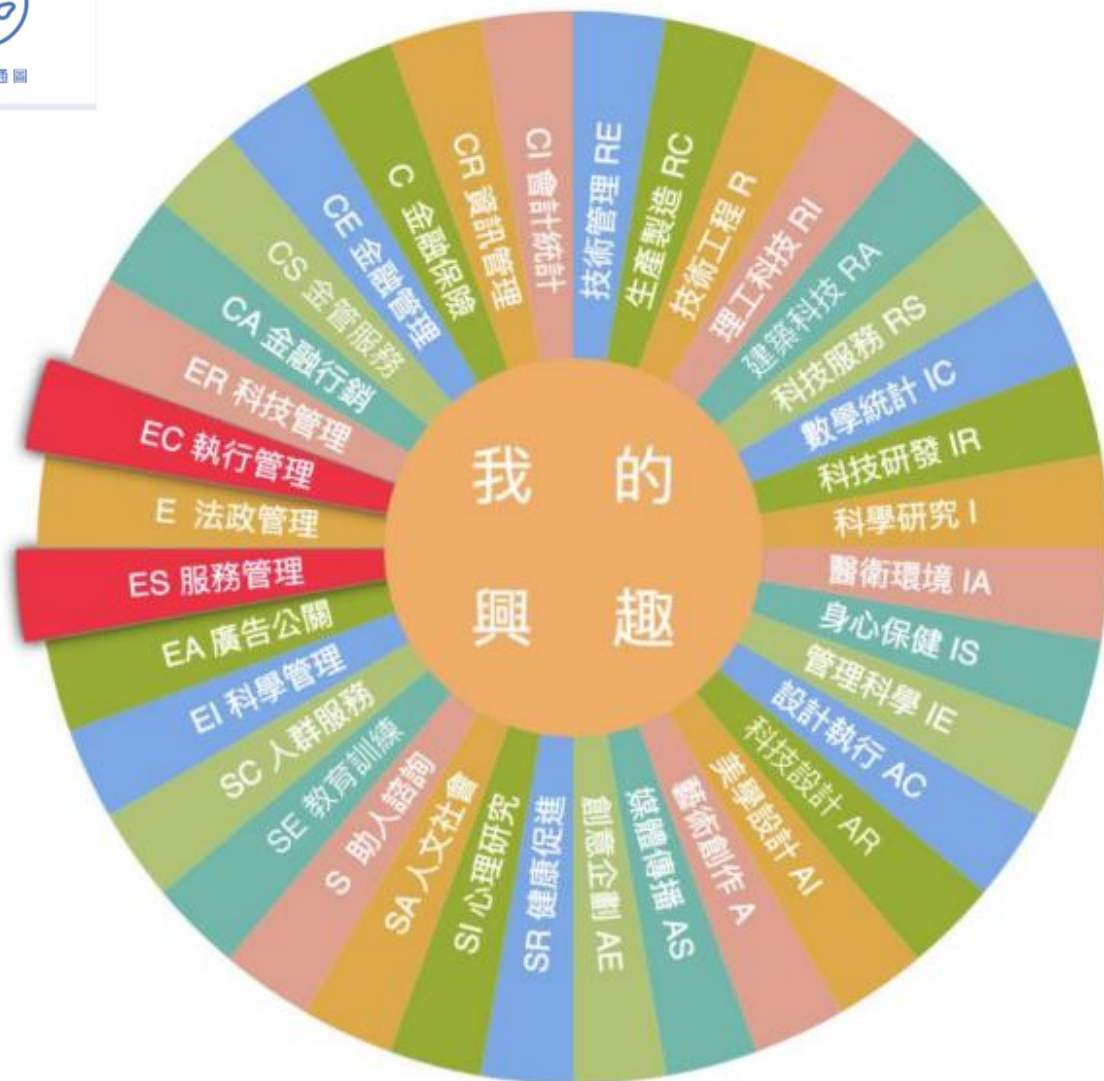 通圖
我的
興趣
技術管理 RE
生產製造 RC
技術工程 R
理工科技 RI
建築科技 RA
科技服務 RS
數學統計 IC
科技研發 IR
科學研究 I
醫衛環境 IA
身心保健 IS
管理科學 IE
設計執行 AC
科技設計 AR
美學設計 AI
藝術創作 A
媒體傳播 AS
創意企劃 AE
SR 健康促進
SI 心理研究
SA 人文社會
S 助人諮詢
SE 教育訓練
SC 人群服務
EI 科學管理
EA 廣告公關
ES 服務管理
E 法政管理
EC 執行管理
ER 科技管理
CA 金融行銷
CS 金管服務
CE 金融管理
C 金融保險
CR 資訊管理
CI 會計統計